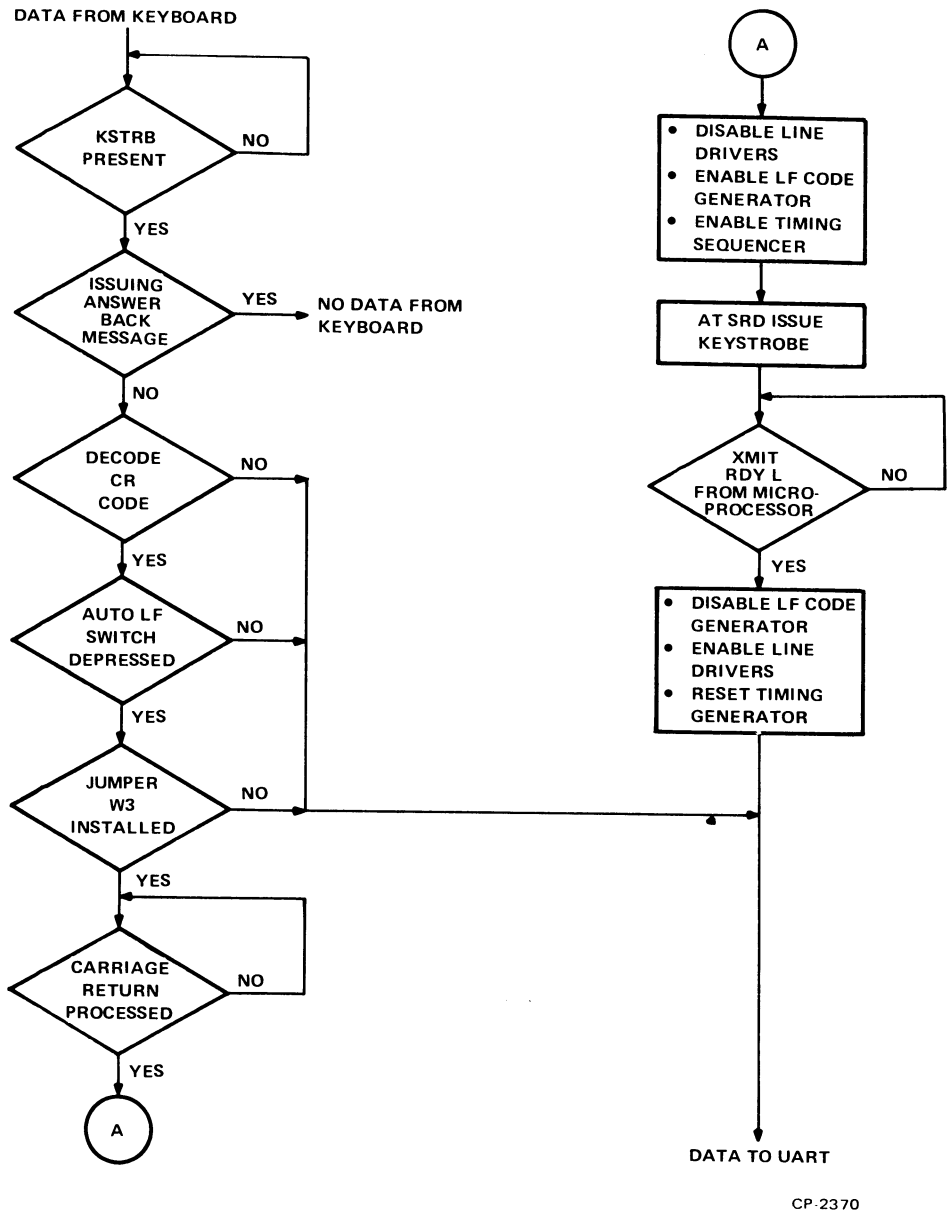 DATA FROM KEYBOARD
KSTRB
PRESENT
NO
YES
ISSUING
ANSWER
BACK
MESSAGE
YES
NO DATA FROM
KEYBOARD
NO
DECODE
CR
CODE
NO
YES
AUTO LF
SWITCH
DEPRESSED
NO
YES
JUMPER
W3
INSTALLED
NO
YES
CARRIAGE
RETURN
PROCESSED
NO
YES
A
A
• DISABLE LINE
DRIVERS
• ENABLE LF CODE
GENERATOR
• ENABLE TIMING
SEQUENCER
AT SRD ISSUE
KEYSTROBE
XMIT
RDY L
FROM MICRO-
PROCESSOR
NO
YES
• DISABLE LF CODE
GENERATOR
• ENABLE LINE
DRIVERS
• RESET TIMING
GENERATOR
DATA TO UART
CP-2370